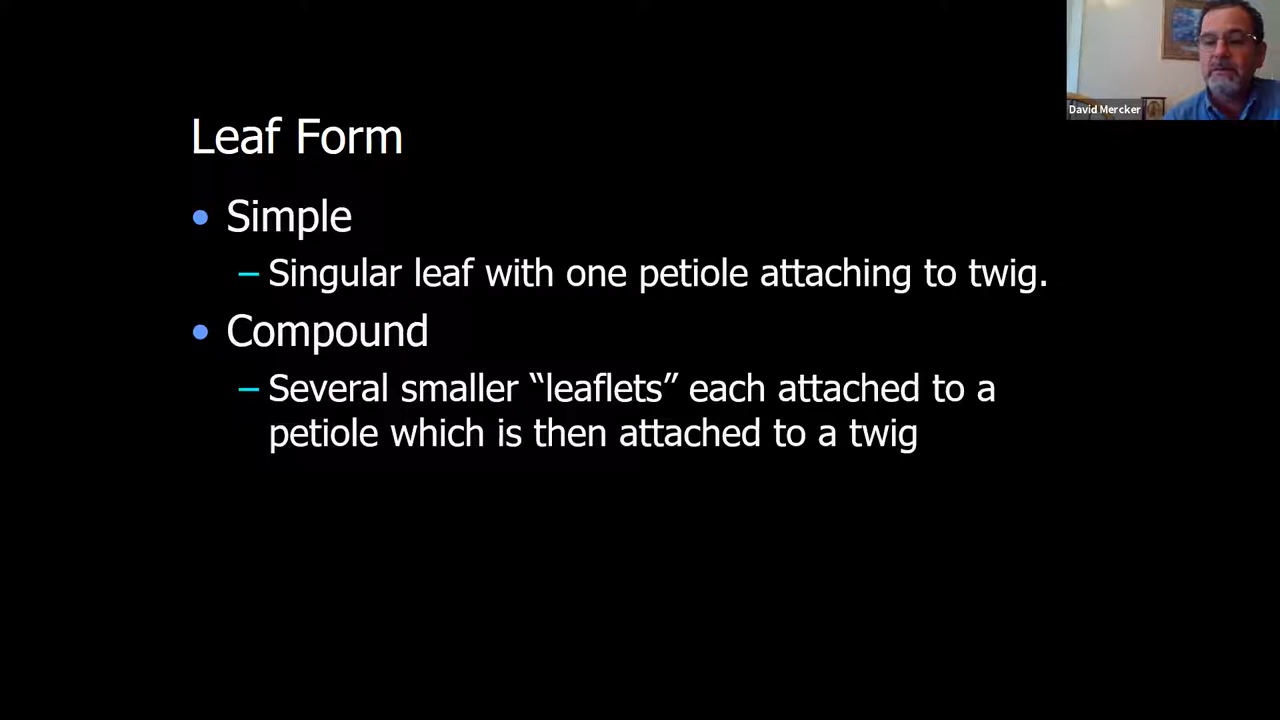 David Mercker
Leaf Form
• Simple
– Singular leaf with one petiole attaching to twig.
• Compound
– Several smaller “leaflets” each attached to a
petiole which is then attached to a twig